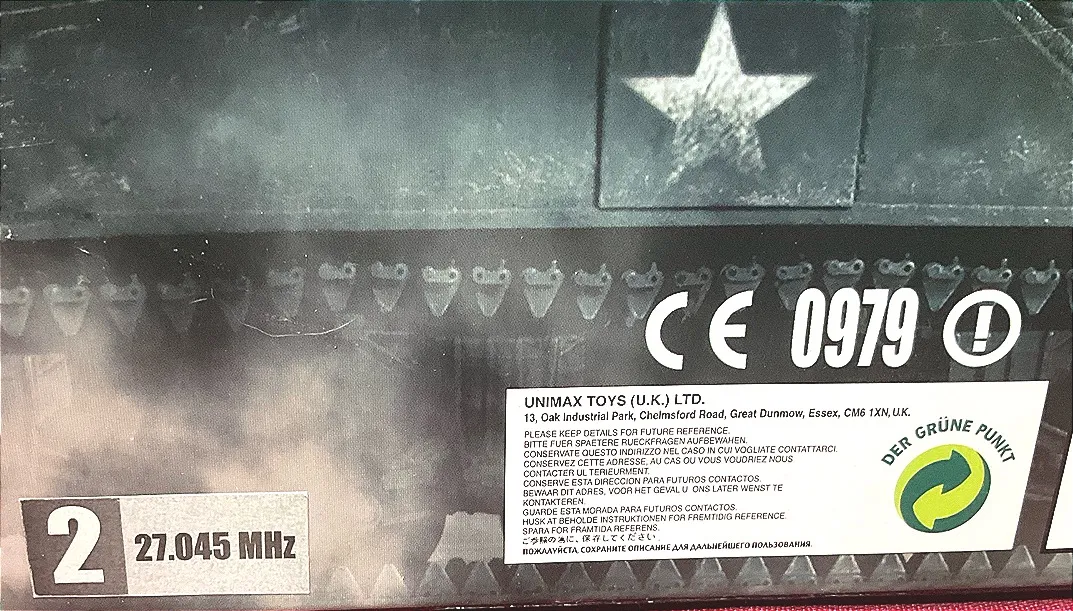 CE 0979 !
UNIMAX TOYS (U.K.) LTD.
13, Oak Industrial Park, Chelmsford Road, Great Dunmow, Essex, CM6 1XN, U.K.
PLEASE KEEP DETAILS FOR FUTURE REFERENCE.
BITTE FUER SPAETERE RUECKFRAGEN AUFBEWAHEN.
CONSERVATE QUESTO INDIRIZZO NEL CASO IN CUI VOGLIATE CONTATTARCI.
CONSERVEZ CETTE ADRESSE, AU CAS OU VOUS VOUDRIEZ NOUS
CONTACTER UL TERIEURMENT.
CONSERVE ESTA DIRECCION PARA FUTUROS CONTACTOS.
BEWAAR DIT ADRES, VOOR HET GEVAL U ONS LATER WENST TE
KONTAKTEREN.
GUARDE ESTA MORADA PARA FUTUROS CONTACTOS.
HUSK AT BEHOLDE INSTRUKTIONEN FOR FREMTIDIG REFERENCE.
SPARA FOR FRAMTIDA REFERENS.
ご参照の為に、保存してください。
ПОЖАЛУЙСТА, СОХРАНИТЕ ОПИСАНИЕ ДЛЯ ДАЛЬНЕЙШЕГО ПОЛЬЗОВАНИЯ.
DER GRÜNE PUNKT
2 27.045 MHz